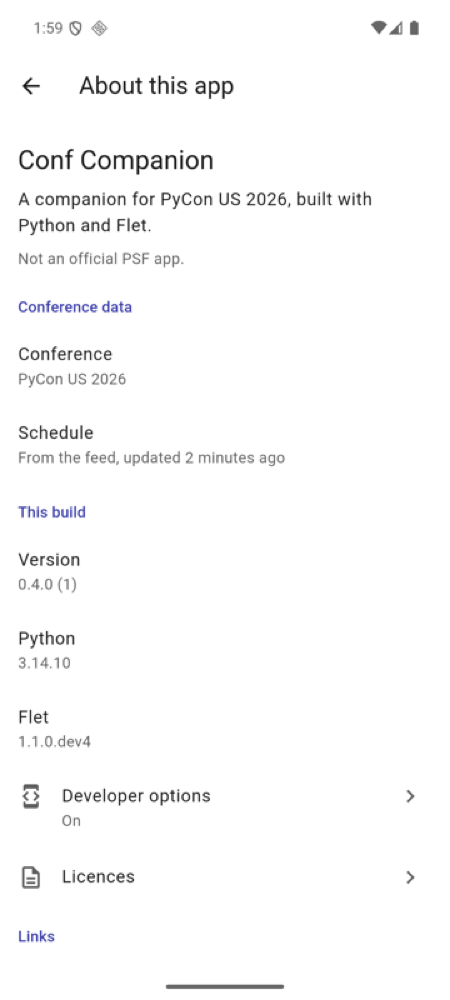 1:59
About this app
Conf Companion
A companion for PyCon US 2026, built with
Python and Flet.
Not an official PSF app.
Conference data
Conference
PyCon US 2026
Schedule
From the feed, updated 2 minutes ago
This build
Version
0.4.0 (1)
Python
3.14.10
Flet
1.1.0.dev4
Developer options
On
Licences
Links